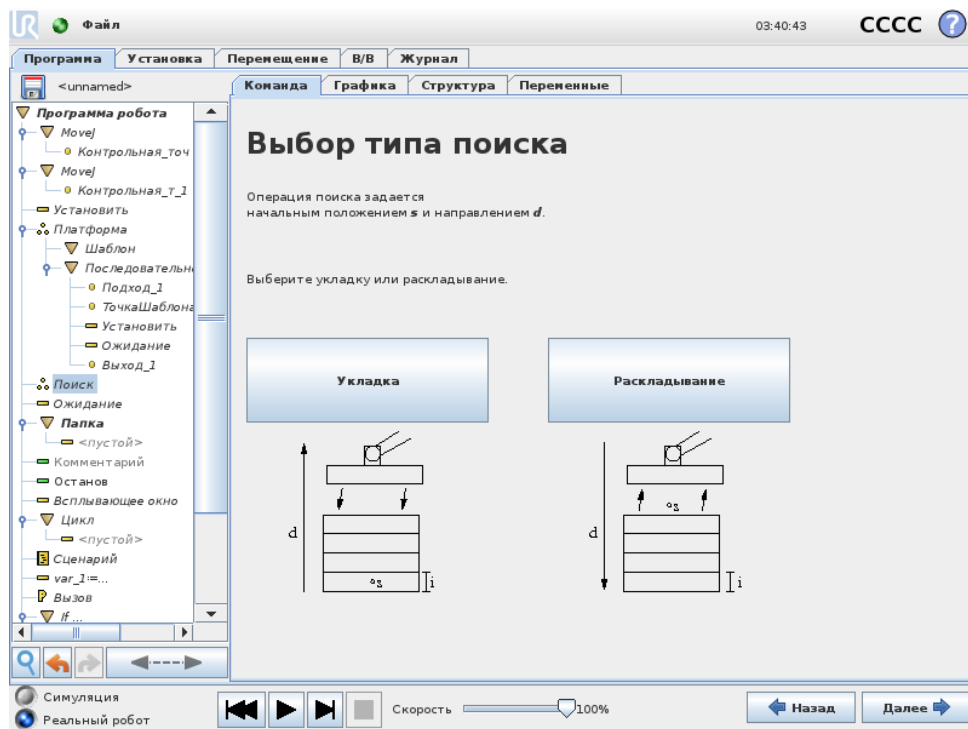 UR Файл 03:40:43 CCCC ?
Программа Установка Перемещение В/В Журнал
<unnamed>
Команда Графика Структура Переменные
Программа робота
MoveJ
Контрольная_точ
MoveJ
Контрольная_т_1
Установить
Платформа
Шаблон
Последовательн
Подход_1
ТочкаШаблона
Установить
Ожидание
Выход_1
Поиск
Ожидание
Папка
<пустой>
Комментарий
Останов
Всплывающее окно
Цикл
<пустой>
Сценарий
var_1:=...
Вызов
If ...
Выбор типа поиска
Операция поиска задается
начальным положением s и направлением d.
Выберите укладку или раскладывание.
Укладка
Раскладывание
d
s
i
d
s
i
Симуляция
Реальный робот
Скорость 100%
Назад
Далее